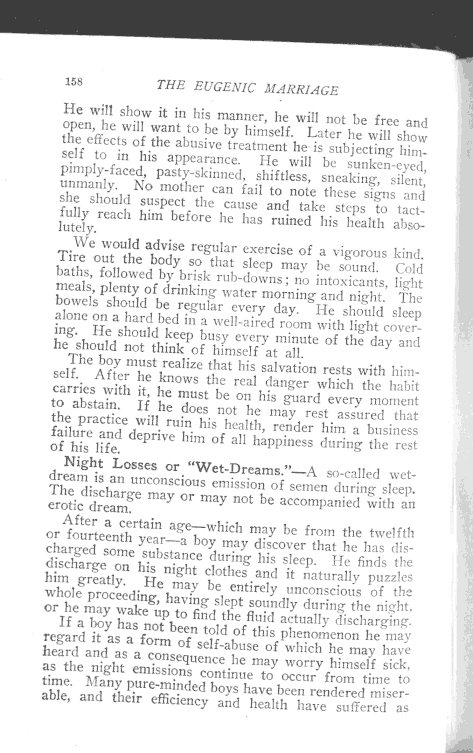 158 THE EUGENIC MARRIAGE
He will show it in his manner, he will not be free and
open, he will want to be by himself. Later he will show
the effects of the abusive treatment he is subjecting him-
self to in his appearance. He will be sunken-eyed,
pimply-faced, pasty-skinned, shiftless, sneaking, silent,
unmanly. No mother can fail to note these signs and
she should suspect the cause and take steps to tact-
fully reach him before he has ruined his health abso-
lutely.
We would advise regular exercise of a vigorous kind.
Tire out the body so that sleep may be sound. Cold
baths, followed by brisk rub-downs; no intoxicants, light
meals, plenty of drinking water morning and night. The
bowels should be regular every day. He should sleep
alone on a hard bed in a well-aired room with light cover-
ing. He should keep busy every minute of the day and
he should not think of himself at all.
The boy must realize that his salvation rests with him-
self. After he knows the real danger which the habit
carries with it, he must be on his guard every moment
to abstain. If he does not he may rest assured that
the practice will ruin his health, render him a business
failure and deprive him of all happiness during the rest
of his life.
Night Losses or "Wet-Dreams."—A so-called wet-
dream is an unconscious emission of semen during sleep.
The discharge may or may not be accompanied with an
erotic dream.
After a certain age—which may be from the twelfth
or fourteenth year—a boy may discover that he has dis-
charged some substance during his sleep. He finds the
discharge on his night clothes and it naturally puzzles
him greatly. He may be entirely unconscious of the
whole proceeding, having slept soundly during the night,
or he may wake up to find the fluid actually discharging.
If a boy has not been told of this phenomenon he may
regard it as a form of self-abuse of which he may have
heard and as a consequence he may worry himself sick,
as the night emissions continue to occur from time to
time. Many pure-minded boys have been rendered miser-
able, and their efficiency and health have suffered as